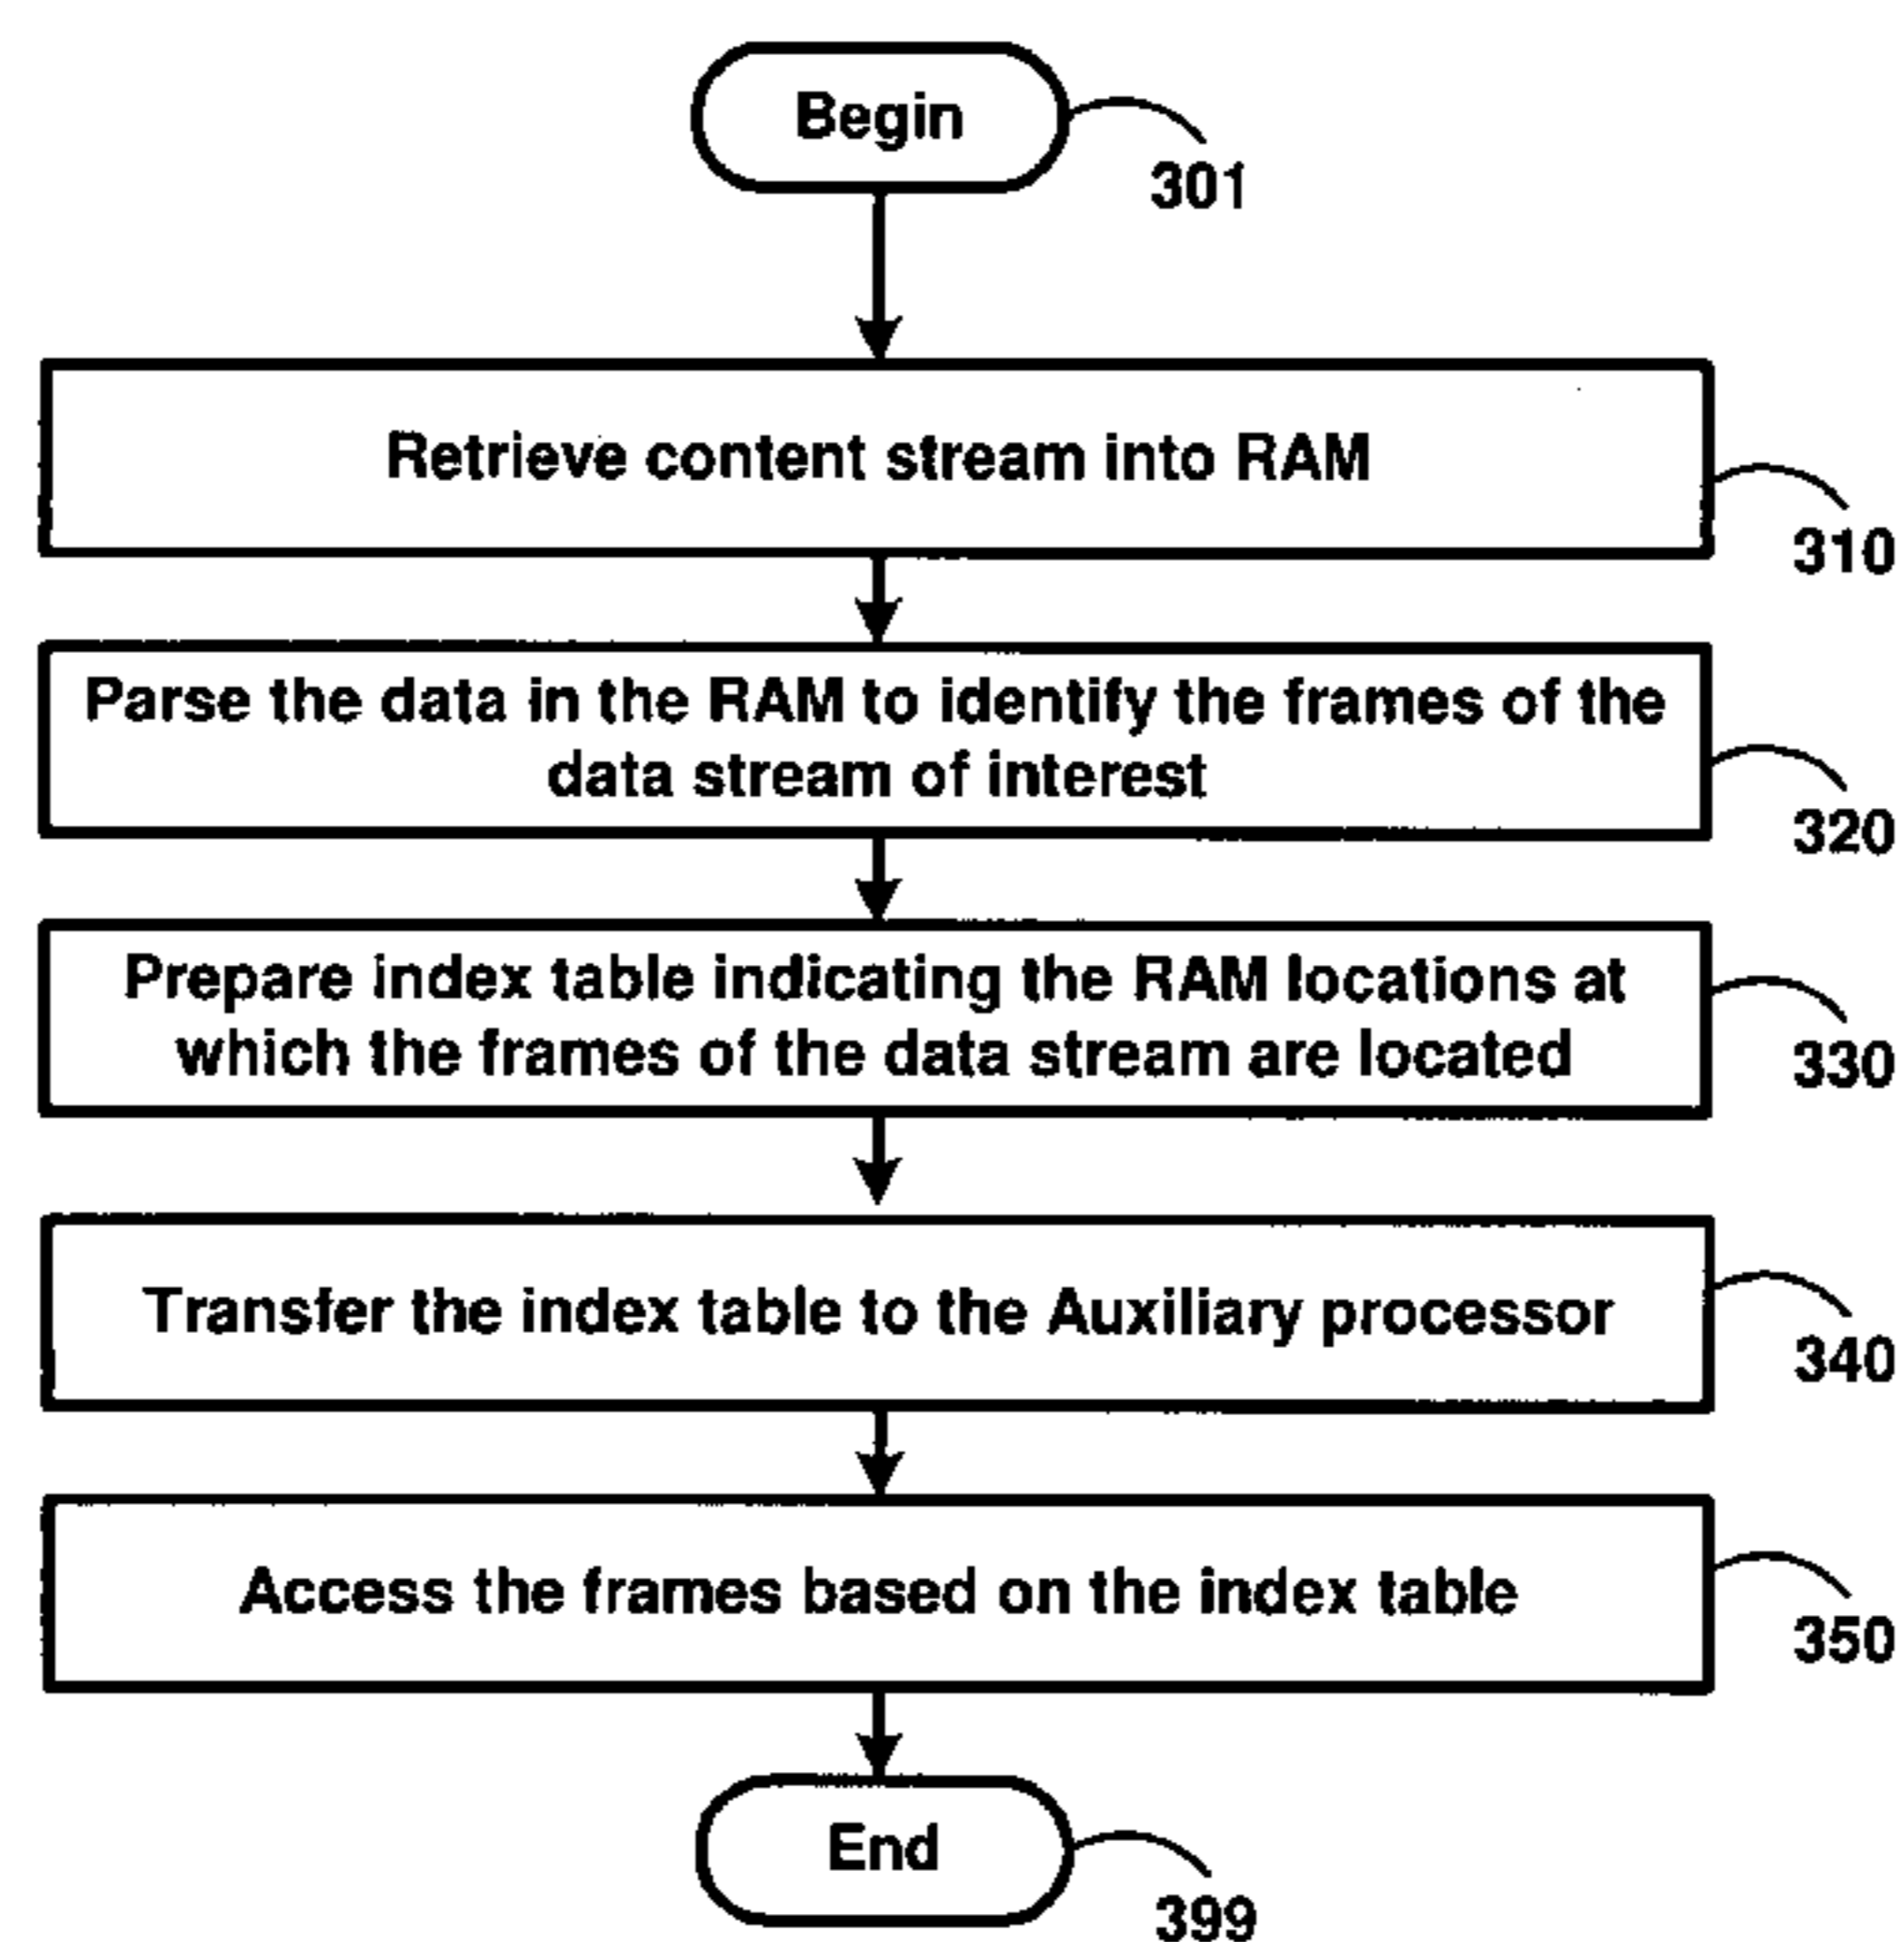 Begin
301
Retrieve content stream into RAM
310
Parse the data in the RAM to identify the frames of the
data stream of interest
320
Prepare index table indicating the RAM locations at
which the frames of the data stream are located
330
Transfer the index table to the Auxiliary processor
340
Access the frames based on the index table
350
End
399